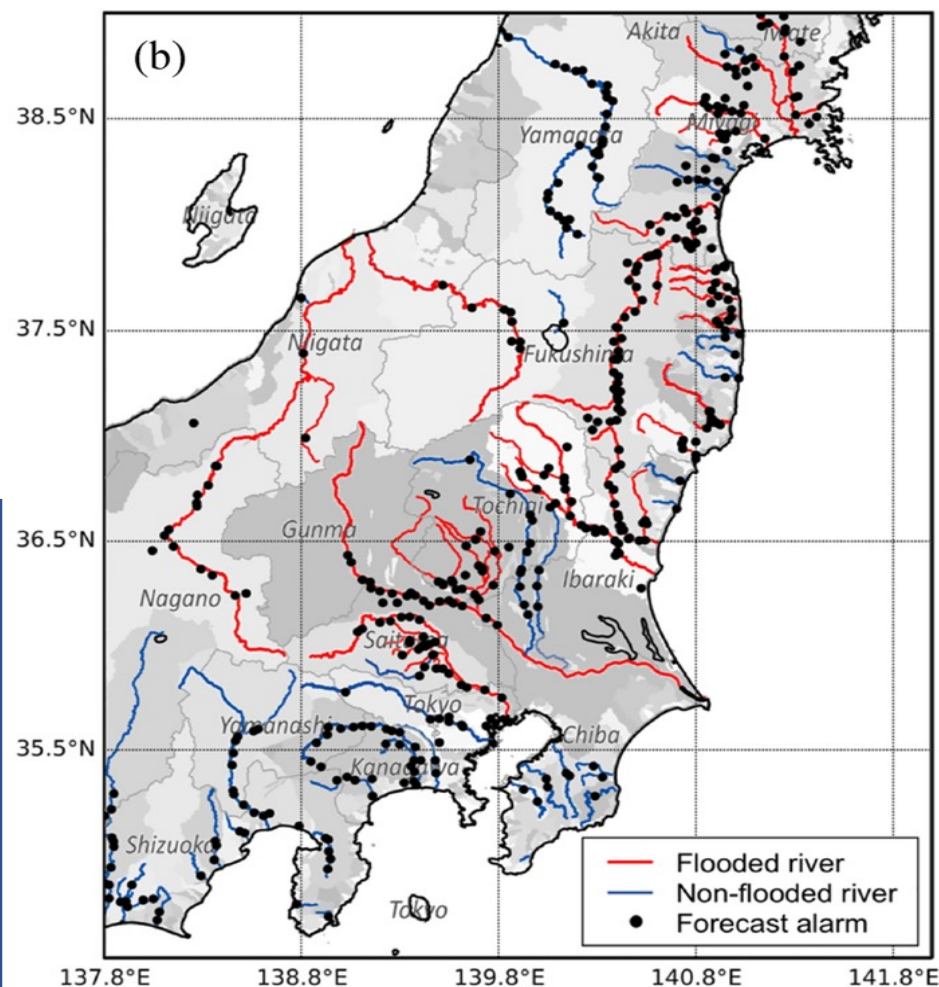 (b)
Akita
Iwate
38.5°N
Yamagata
Miyagi
Niigata
37.5°N
Niigata
Fukushima
Tochigi
36.5°N
Gunma
Ibaraki
Nagano
Saitama
Tokyo
Yamanashi
Chiba
35.5°N
Kanagawa
Shizuoka
Flooded river
Non-flooded river
Tokyo
Forecast alarm
137.8°E
138.8°E
139.8°E
140.8°E
141.8°E